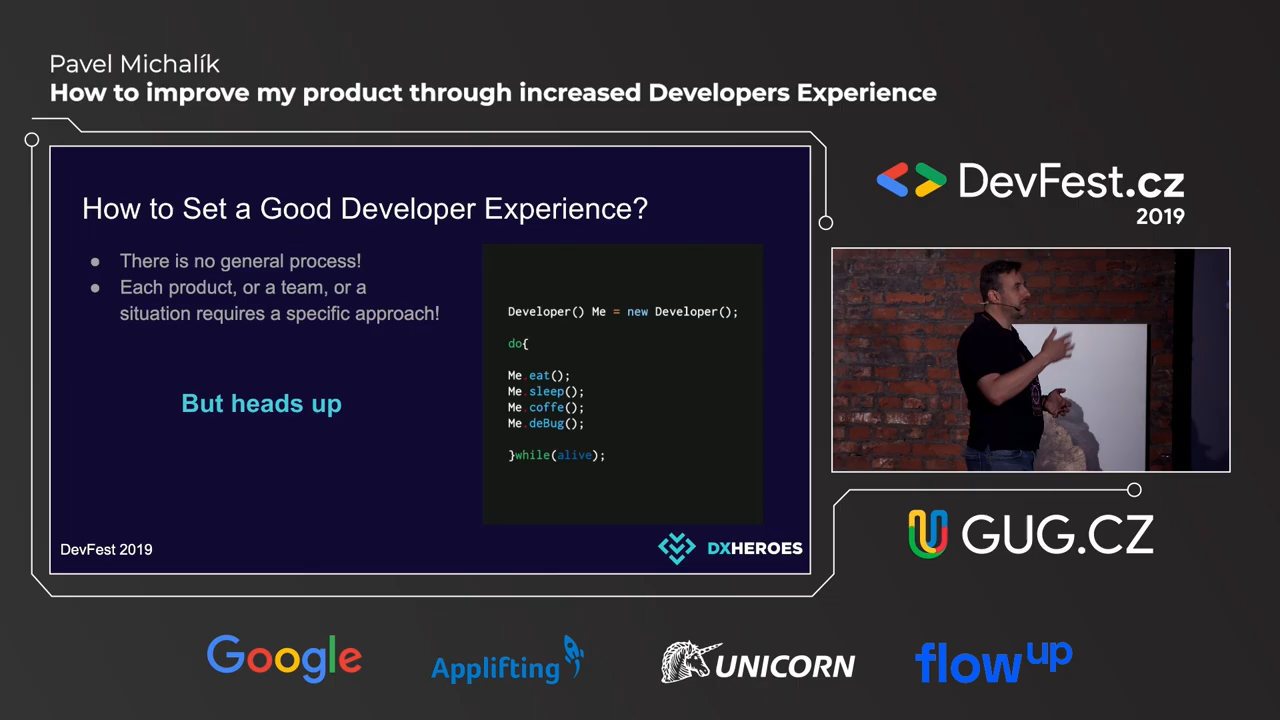 Pavel Michalík
How to improve my product through increased Developers Experience
How to Set a Good Developer Experience?
● There is no general process!
● Each product, or a team, or a
situation requires a specific approach!
But heads up
Developer() Me = new Developer();
do{
Me.eat();
Me.sleep();
Me.coffe();
Me.deBug();
}while(alive);
DevFest 2019
DXHEROES
DevFest.cz
2019
GUG.CZ
Google
Applifting
UNICORN
flowup